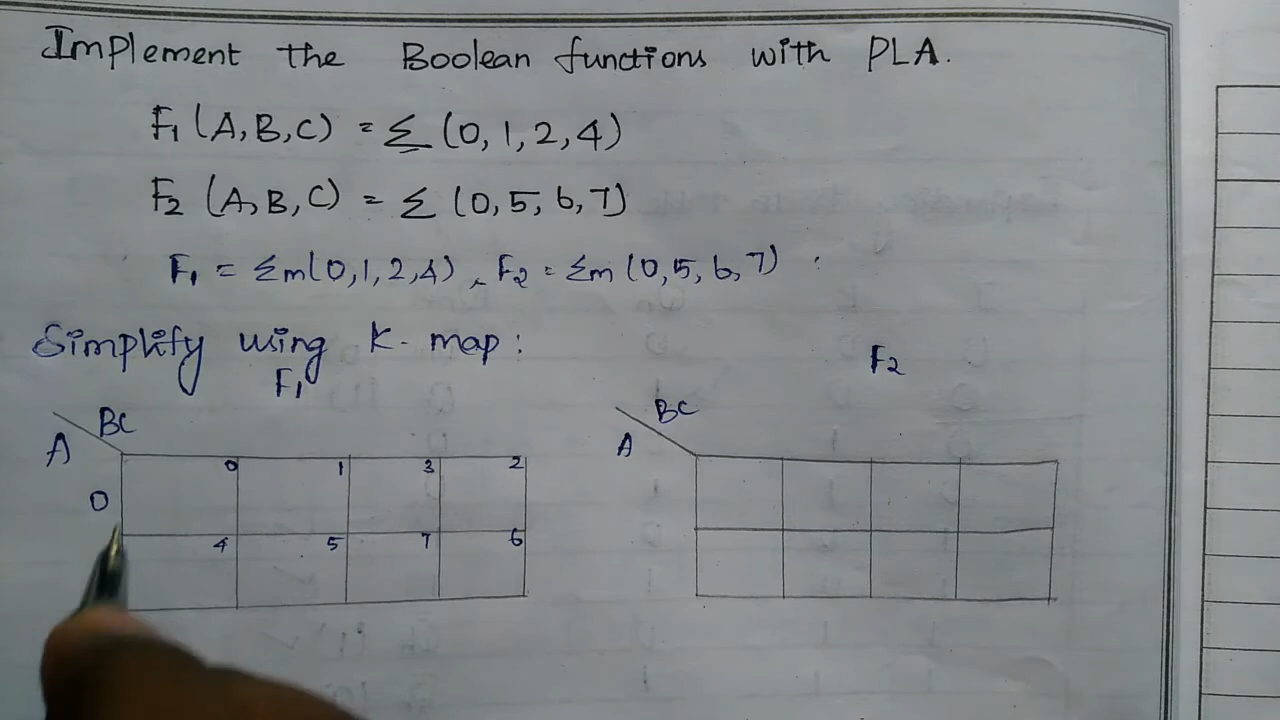 Implement the Boolean functions with PLA.
F1 (A,B,C) = Σ (0,1,2,4)
F2 (A,B,C) = Σ (0,5,6,7)
F1 = Σm(0,1,2,4), F2 = Σm (0,5,6,7)
Simplify using K-map:
F1
F2
BC
A
0 1 3 2
0
4 5 7 6
BC
A